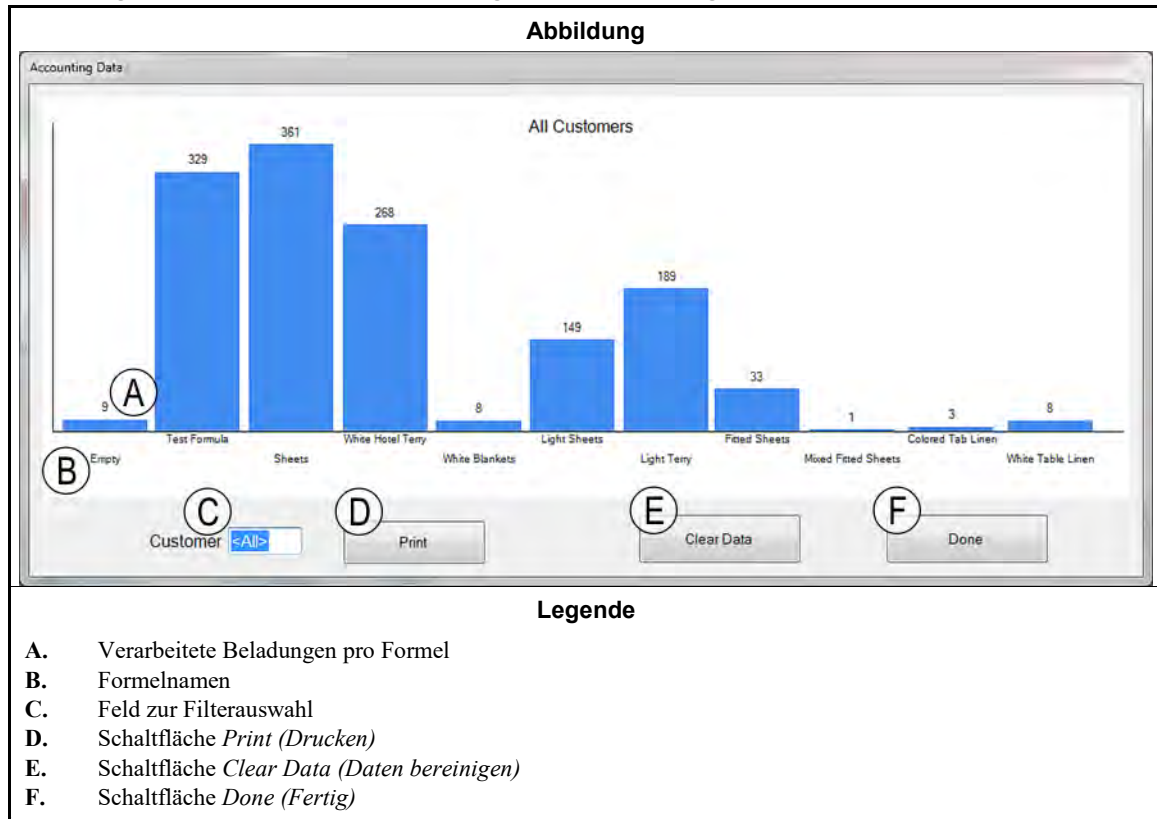 Abbildung
Accounting Data
All Customers
361
329
268
189
149
33
9
A
8
1
3
8
Test Formula White Hotel Terry Light Sheets Fitted Sheets Colored Tab Linen
B
Empty Sheets White Blankets Light Terry Mixed Fitted Sheets White Table Linen
C D E F
Customer <All> Print Clear Data Done
Legende
A. Verarbeitete Beladungen pro Formel
B. Formelnamen
C. Feld zur Filterauswahl
D. Schaltfläche Print (Drucken)
E. Schaltfläche Clear Data (Daten bereinigen)
F. Schaltfläche Done (Fertig)